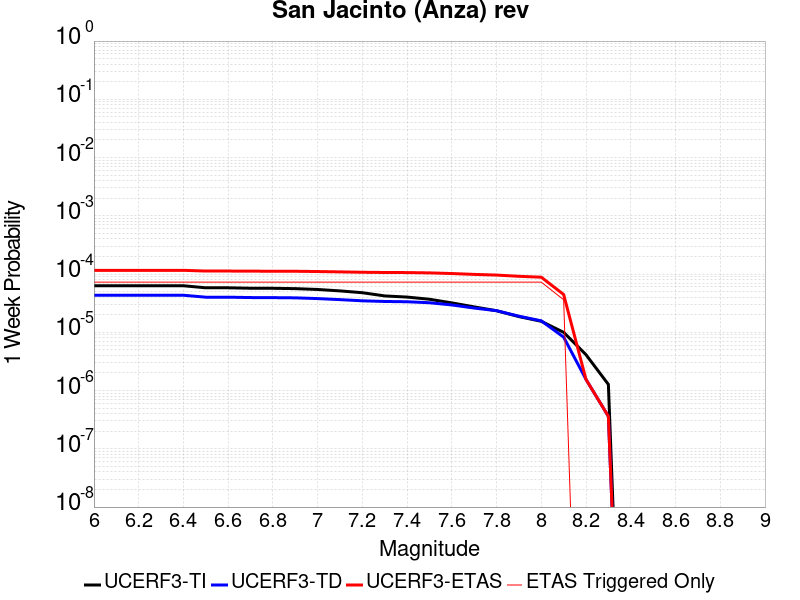 San Jacinto (Anza) rev
10^0
10^-1
10^-2
10^-3
10^-4
10^-5
10^-6
10^-7
10^-8
1 Week Probability
6 6.2 6.4 6.6 6.8 7 7.2 7.4 7.6 7.8 8 8.2 8.4 8.6 8.8 9
Magnitude
UCERF3-TI UCERF3-TD UCERF3-ETAS ETAS Triggered Only